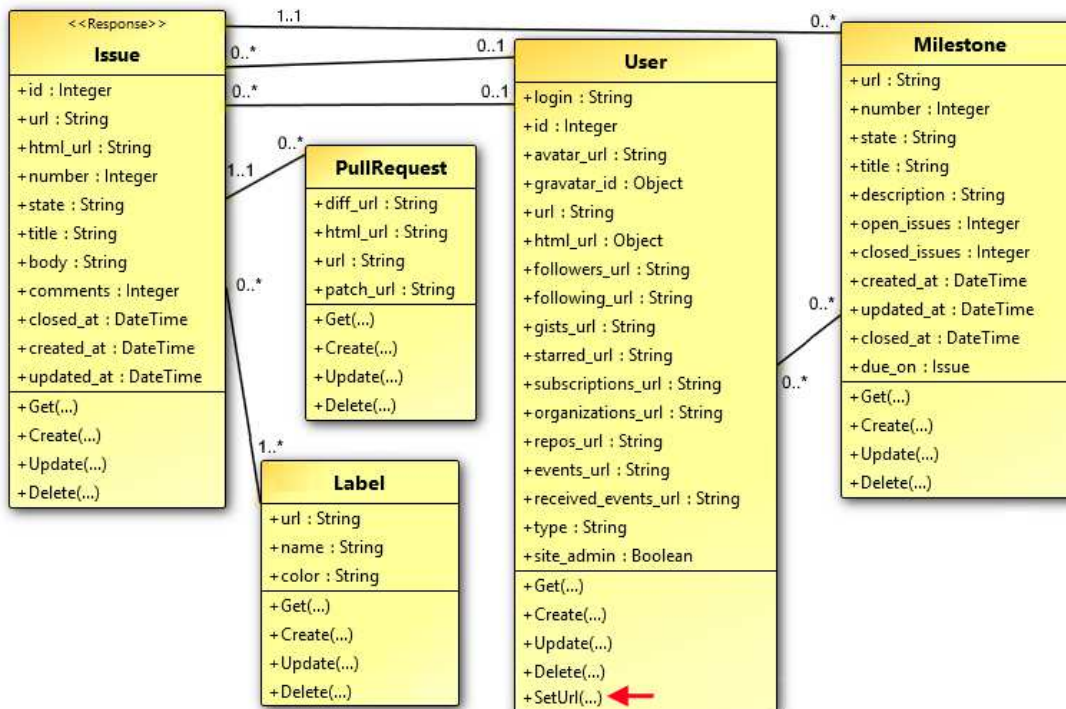 <<Response>>
Issue
+id : Integer
+url : String
+html_url : String
+number : Integer
+state : String
+title : String
+body : String
+comments : Integer
+closed_at : DateTime
+created_at : DateTime
+updated_at : DateTime
+Get(...)
+Create(...)
+Update(...)
+Delete(...)
1..1
0..*
0..*
0..1
0..*
0..1
1..1
0..*
0..*
1..*
PullRequest
+diff_url : String
+html_url : String
+url : String
+patch_url : String
+Get(...)
+Create(...)
+Update(...)
+Delete(...)
Label
+url : String
+name : String
+color : String
+Get(...)
+Create(...)
+Update(...)
+Delete(...)
User
+login : String
+id : Integer
+avatar_url : String
+gravatar_id : Object
+url : String
+html_url : Object
+followers_url : String
+following_url : String
+gists_url : String
+starred_url : String
+subscriptions_url : String
+organizations_url : String
+repos_url : String
+events_url : String
+received_events_url : String
+type : String
+site_admin : Boolean
+Get(...)
+Create(...)
+Update(...)
+Delete(...)
+SetUrl(...)
0..*
0..*
Milestone
+url : String
+number : Integer
+state : String
+title : String
+description : String
+open_issues : Integer
+closed_issues : Integer
+created_at : DateTime
+updated_at : DateTime
+closed_at : DateTime
+due_on : Issue
+Get(...)
+Create(...)
+Update(...)
+Delete(...)